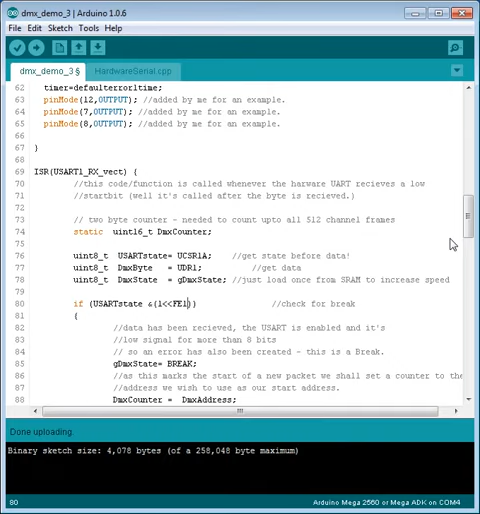 dmx_demo_3 | Arduino 1.0.6
File Edit Sketch Tools Help
dmx_demo_3 § HardwareSerial.cpp
62 timer=defaulterrortime;
63 pinMode(12,OUTPUT); //added by me for an example.
64 pinMode(7,OUTPUT); //added by me for an example.
65 pinMode(8,OUTPUT); //added by me for an example.
66
67 }
68
69 ISR(USART1_RX_vect) {
70 //this code/function is called whenever the harware UART recieves a low
71 //startbit (well it's called after the byte is recieved.)
72
73 // two byte counter - needed to count upto all 512 channel frames
74 static uint16_t DmxCounter;
75
76 uint8_t USARTstate= UCSR1A; //get state before data!
77 uint8_t DmxByte = UDR1; //get data
78 uint8_t DmxState = gDmxState; //just load once from SRAM to increase speed
79
80 if (USARTstate &(1<<FE1)) //check for break
81 {
82 //data has been recieved, the USART is enabled and it's
83 //low signal for more than 8 bits
84 // so an error has also been created - this is a Break.
85 gDmxState= BREAK;
86 //as this marks the start of a new packet we shall set a counter to the
87 //address we wish to use as our start address.
88 DmxCounter = DmxAddress;
Done uploading.
Binary sketch size: 4,078 bytes (of a 258,048 byte maximum)
80 Arduino Mega 2560 or Mega ADK on COM4